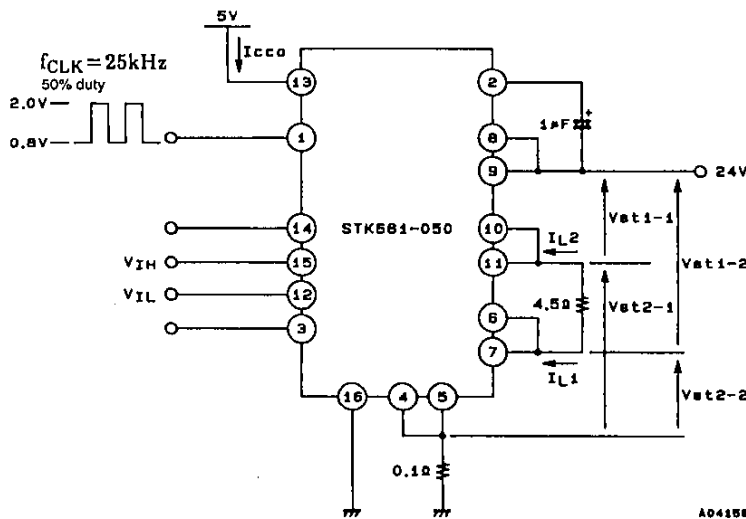 5V
Icco
fCLK = 25kHz
50% duty
2.0V
0.8V
13
1
14
VIH
15
VIL
12
3
STK681-050
2
1µF
+
8
9
24V
10
IL2
11
4.5Ω
6
7
IL1
Vst1-1
Vst1-2
Vst2-1
Vst2-2
16
4
5
0.1Ω
A04158